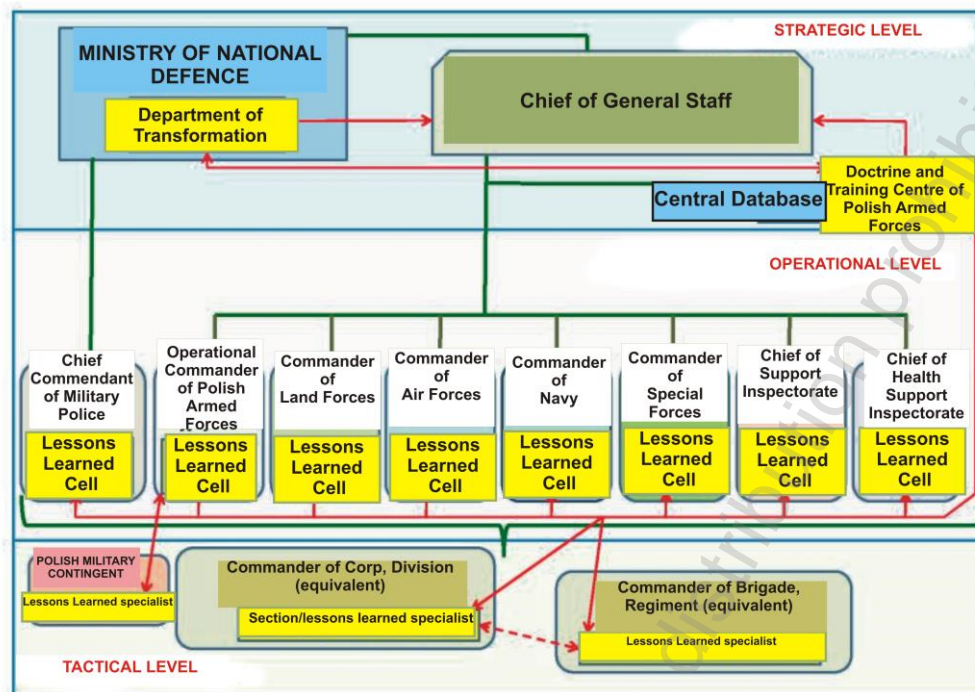 STRATEGIC LEVEL
MINISTRY OF NATIONAL
DEFENCE
Department of
Transformation
Chief of General Staff
Central Database
Doctrine and
Training Centre of
Polish Armed
Forces
OPERATIONAL LEVEL
Chief
Commendant
of Military
Police
Lessons
Learned
Cell
Operational
Commander
of Polish
Armed
Forces
Lessons
Learned
Cell
Commander
of
Land Forces
Lessons
Learned
Cell
Commander
of
Air Forces
Lessons
Learned
Cell
Commander
of
Navy
Lessons
Learned
Cell
Commander
of
Special
Forces
Lessons
Learned
Cell
Chief of
Support
Inspectorate
Lessons
Learned
Cell
Chief of
Health
Support
Inspectorate
Lessons
Learned
Cell
POLISH MILITARY
CONTINGENT
Lessons Learned specialist
Commander of Corp, Division
(equivalent)
Section/lessons learned specialist
Commander of Brigade,
Regiment (equivalent)
Lessons Learned specialist
TACTICAL LEVEL
distribution prohibi